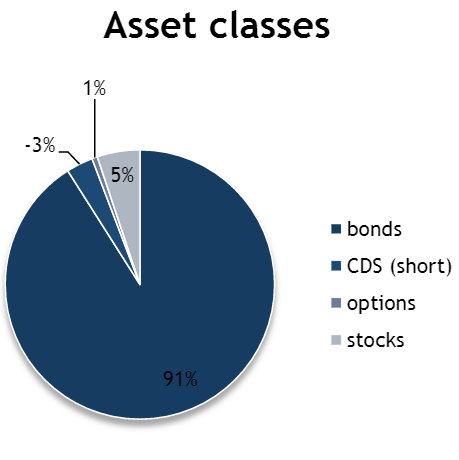 Asset classes
1%
-3%
5%
91%
bonds
CDS (short)
options
stocks